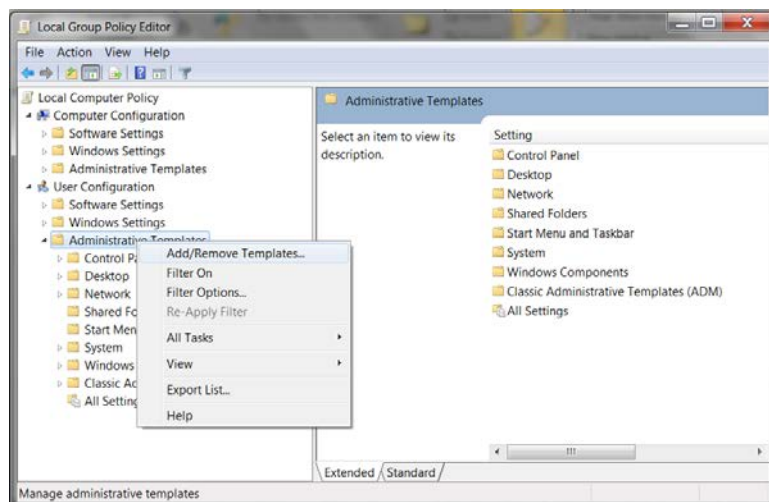 Local Group Policy Editor
File Action View Help
Local Computer Policy
Computer Configuration
Software Settings
Windows Settings
Administrative Templates
User Configuration
Software Settings
Windows Settings
Administrative Templates
Control Pa
Desktop
Network
Shared Fo
Start Men
System
Windows
Classic Ad
All Setting
Add/Remove Templates...
Filter On
Filter Options...
Re-Apply Filter
All Tasks
View
Export List...
Help
Administrative Templates
Select an item to view its
description.
Setting
Control Panel
Desktop
Network
Shared Folders
Start Menu and Taskbar
System
Windows Components
Classic Administrative Templates (ADM)
All Settings
Extended Standard
Manage administrative templates